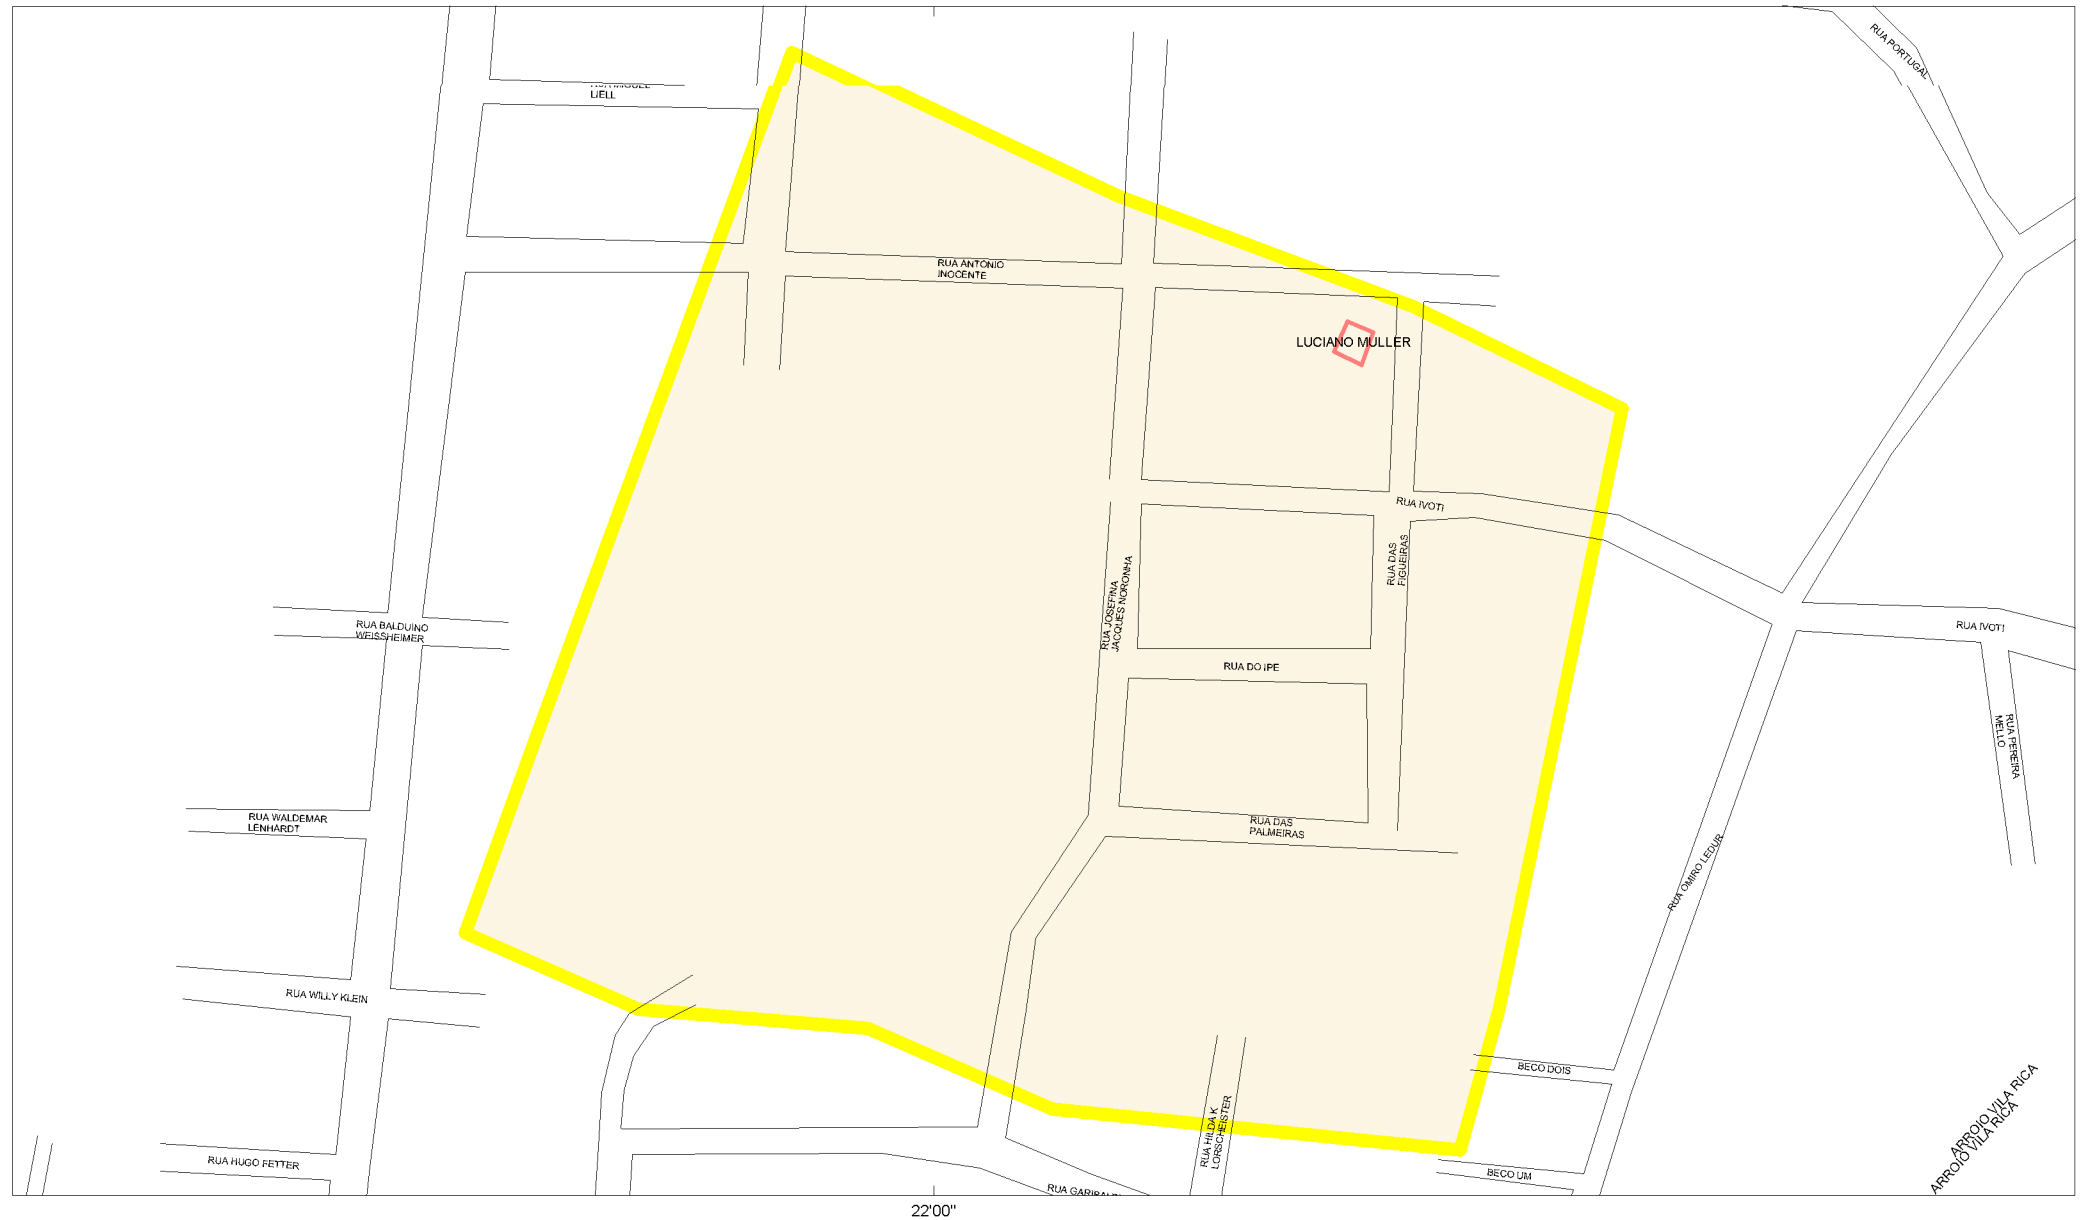 RUA PORTUGAL
LIELL
RUA ANTONIO
INOCENTE
LUCIANO MULLER
RUA IVOTI
RUA DAS
FIGUEIRAS
RUA JOSEFINA
JACQUES NORONHA
RUA BALDUINO
WEISSHEIMER
RUA IVOTI
RUA DO IPE
RUA PEREIRA
MELLO
RUA WALDEMAR
LENHARDT
RUA DAS
PALMEIRAS
RUA OMIRO LEDUR
RUA WILLY KLEIN
BECO DOIS
RUA HILDA K
LORSCHEISTER
ARROIO VILA RICA
ARROIO VILA RICA
RUA HUGO FETTER
BECO UM
22'00"